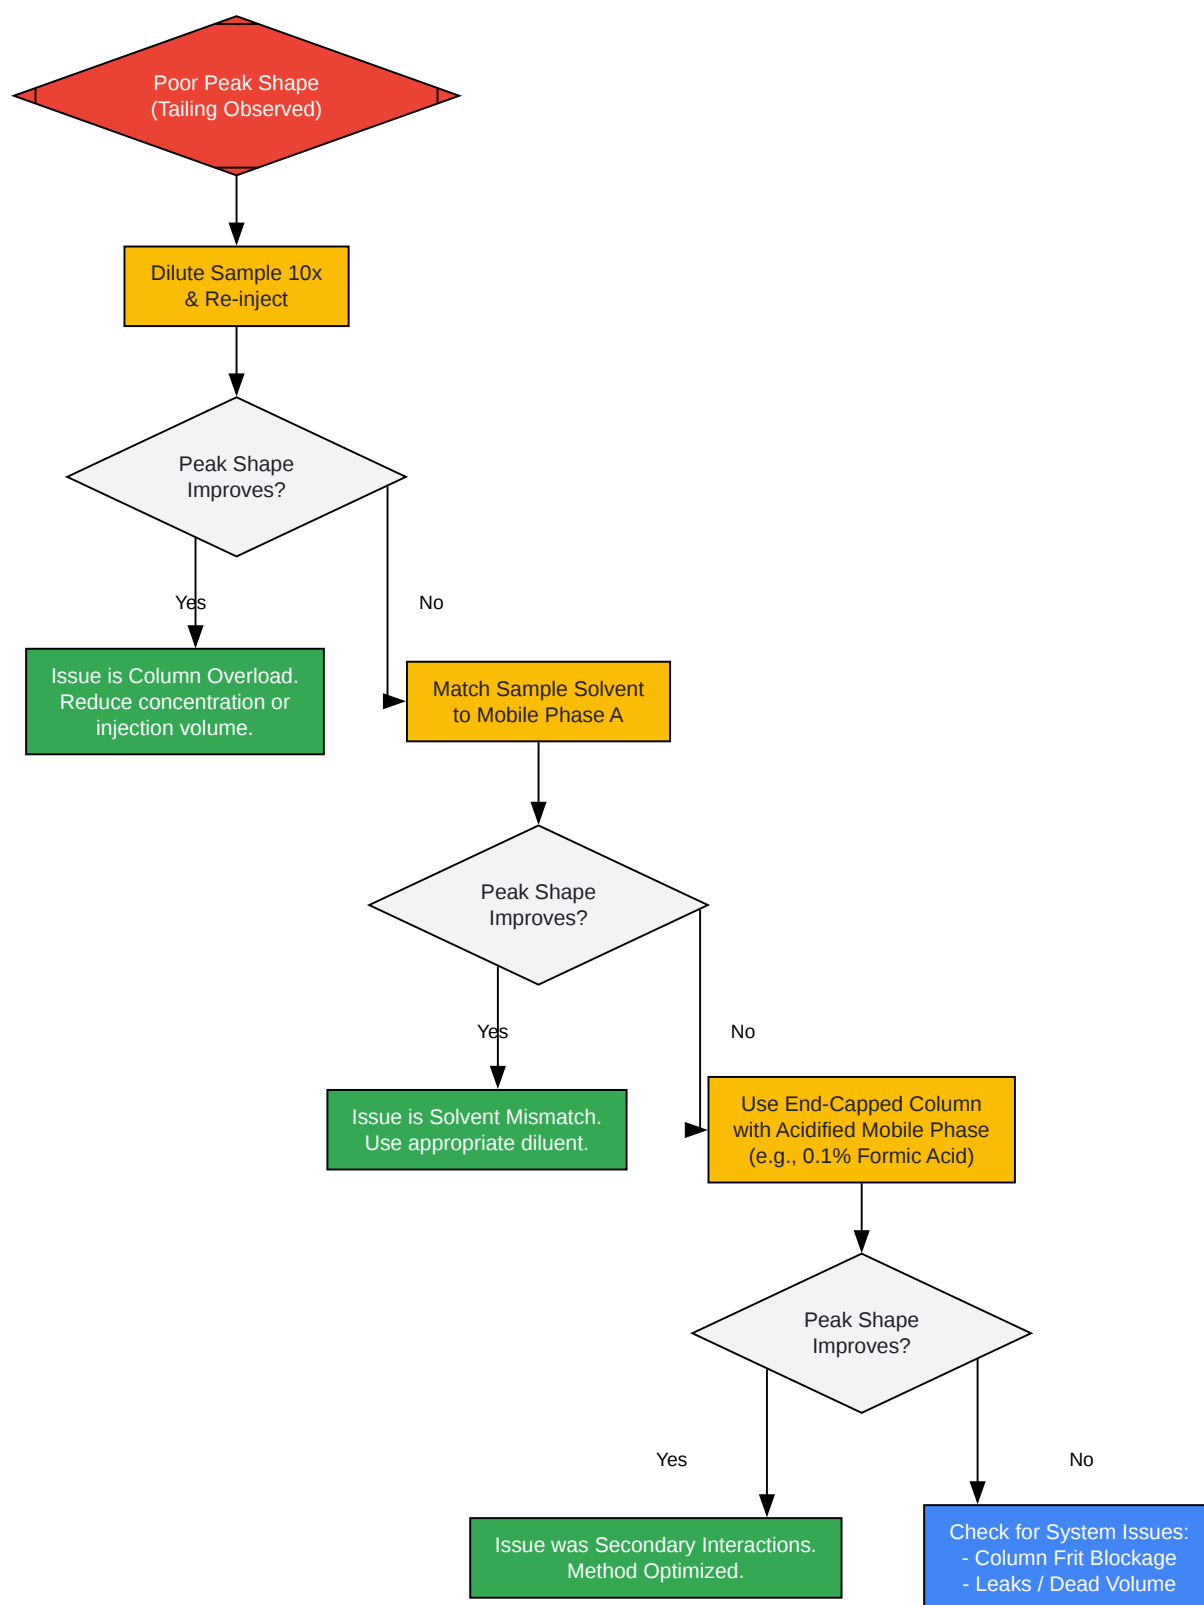 Poor Peak Shape
(Tailing Observed)
Dilute Sample 10x
& Re-inject
Peak Shape
Improves?
Yes
No
Issue is Column Overload.
Reduce concentration or
injection volume.
Match Sample Solvent
to Mobile Phase A
Peak Shape
Improves?
Yes
No
Issue is Solvent Mismatch.
Use appropriate diluent.
Use End-Capped Column
with Acidified Mobile Phase
(e.g., 0.1% Formic Acid)
Peak Shape
Improves?
Yes
No
Issue was Secondary Interactions.
Method Optimized.
Check for System Issues:
- Column Frit Blockage
- Leaks / Dead Volume